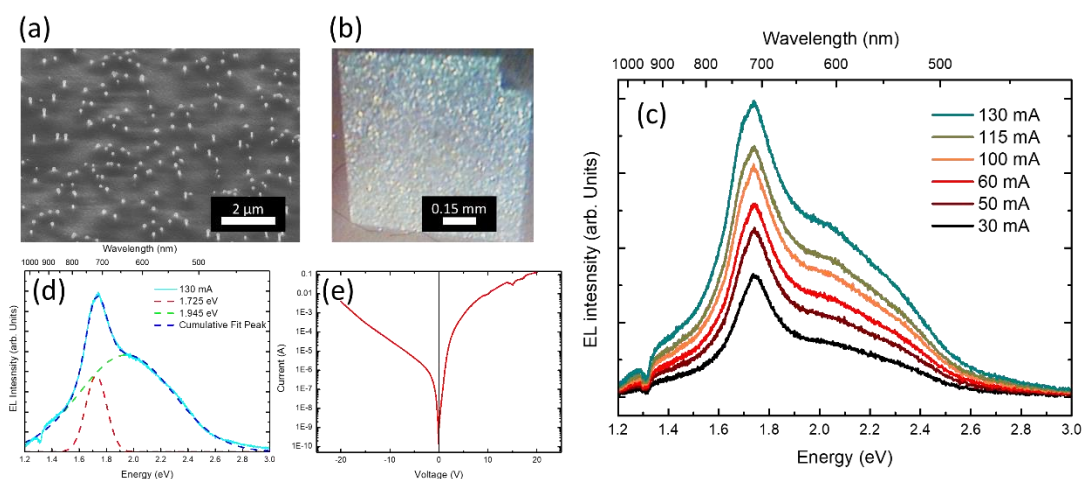 (a)
2 μm
(b)
0.15 mm
Wavelength (nm)
1000 900 800 700 600 500
(c)
130 mA
115 mA
100 mA
60 mA
50 mA
30 mA
EL intesnsity (arb. Units)
1.2 1.4 1.6 1.8 2.0 2.2 2.4 2.6 2.8 3.0
Energy (eV)
Wavelength (nm)
1000 900 800 700 600 500
(d)
130 mA
1.725 eV
1.945 eV
Cumulative Fit Peak
EL Intesnsity (arb. Units)
1.2 1.4 1.6 1.8 2.0 2.2 2.4 2.6 2.8 3.0
Energy (eV)
(e)
0.1
0.01
1E-3
1E-4
1E-5
1E-6
1E-7
1E-8
1E-9
1E-10
Current (A)
-20 -10 0 10 20
Voltage (V)